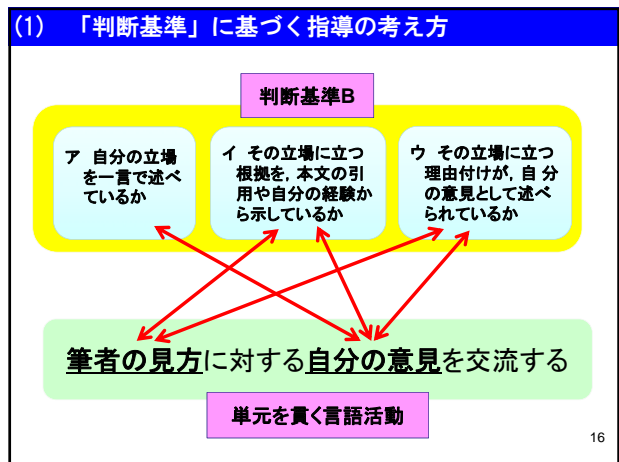 (1) 「判断基準」に基づく指導の考え方
判断基準B
ア 自分の立場
を一言で述べ
ているか
イ その立場に立つ
根拠を,本文の引
用や自分の経験か
ら示しているか
ウ その立場に立つ
理由付けが,自分
の意見として述べ
られているか
筆者の見方に対する自分の意見を交流する
単元を貫く言語活動
16